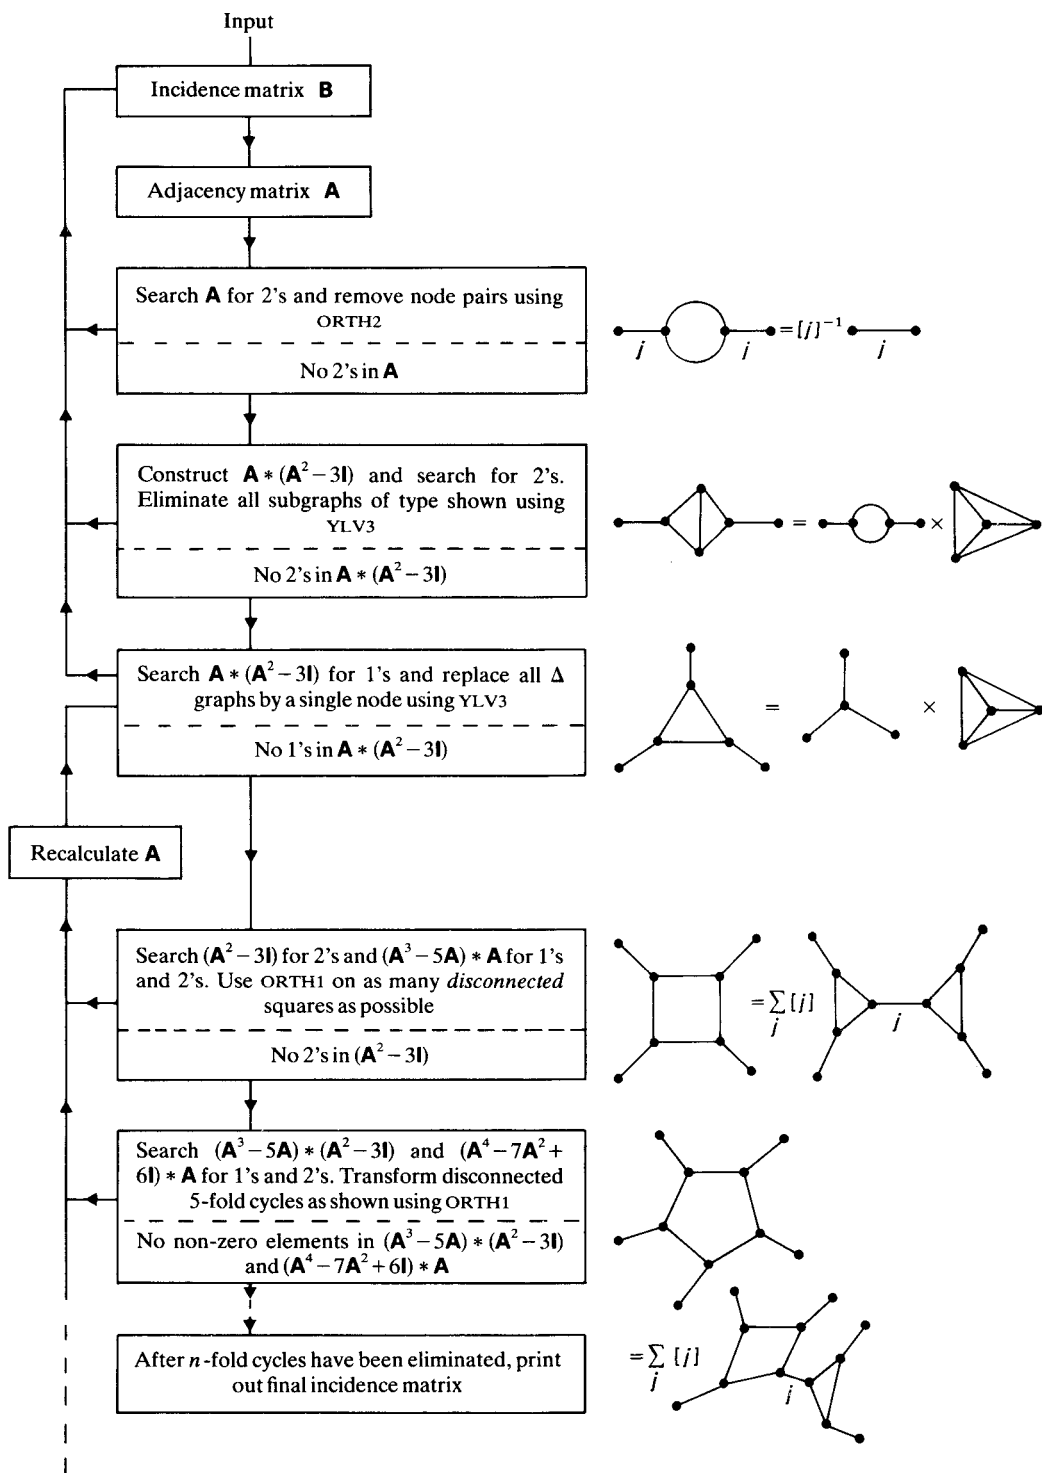 Input
Incidence matrix B
Adjacency matrix A
Search A for 2's and remove node pairs using
ORTH2
No 2's in A
j j = [j]⁻¹ j
Construct A * (A² − 3I) and search for 2's.
Eliminate all subgraphs of type shown using
YLV3
No 2's in A * (A² − 3I)
= ×
Search A * (A² − 3I) for 1's and replace all Δ
graphs by a single node using YLV3
No 1's in A * (A² − 3I)
= ×
Recalculate A
Search (A² − 3I) for 2's and (A³ − 5A) * A for 1's
and 2's. Use ORTH1 on as many disconnected
squares as possible
No 2's in (A² − 3I)
= Σ [j] j
j
Search (A³ − 5A) * (A² − 3I) and (A⁴ − 7A² +
6I) * A for 1's and 2's. Transform disconnected
5-fold cycles as shown using ORTH1
No non-zero elements in (A³ − 5A) * (A² − 3I)
and (A⁴ − 7A² + 6I) * A
After n-fold cycles have been eliminated, print
out final incidence matrix
= Σ [j] j
j